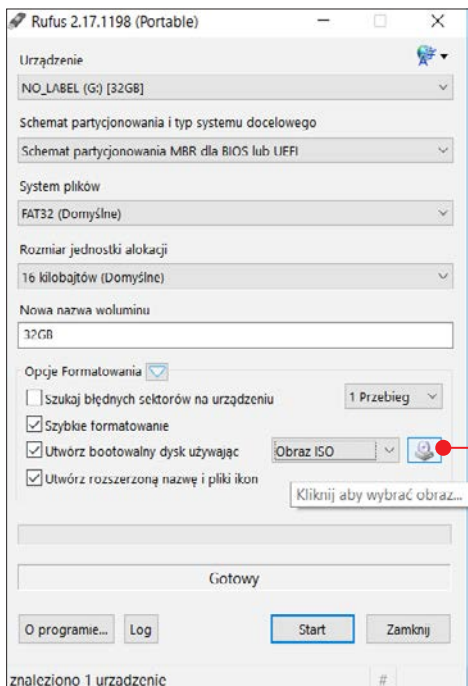 Rufus 2.17.1198 (Portable)
Urządzenie
NO_LABEL (G:) [32GB]
Schemat partycjonowania i typ systemu docelowego
Schemat partycjonowania MBR dla BIOS lub UEFI
System plików
FAT32 (Domyślne)
Rozmiar jednostki alokacji
16 kilobajtów (Domyślne)
Nowa nazwa woluminu
32GB
Opcje Formatowania
Szukaj błędnych sektorów na urządzeniu 1 Przebieg
Szybkie formatowanie
Utwórz bootowalny dysk używając Obraz ISO
Utwórz rozszerzoną nazwę i pliki ikon
Kliknij aby wybrać obraz...
Gotowy
O programie... Log Start Zamknij
znaleziono 1 urządzenie #